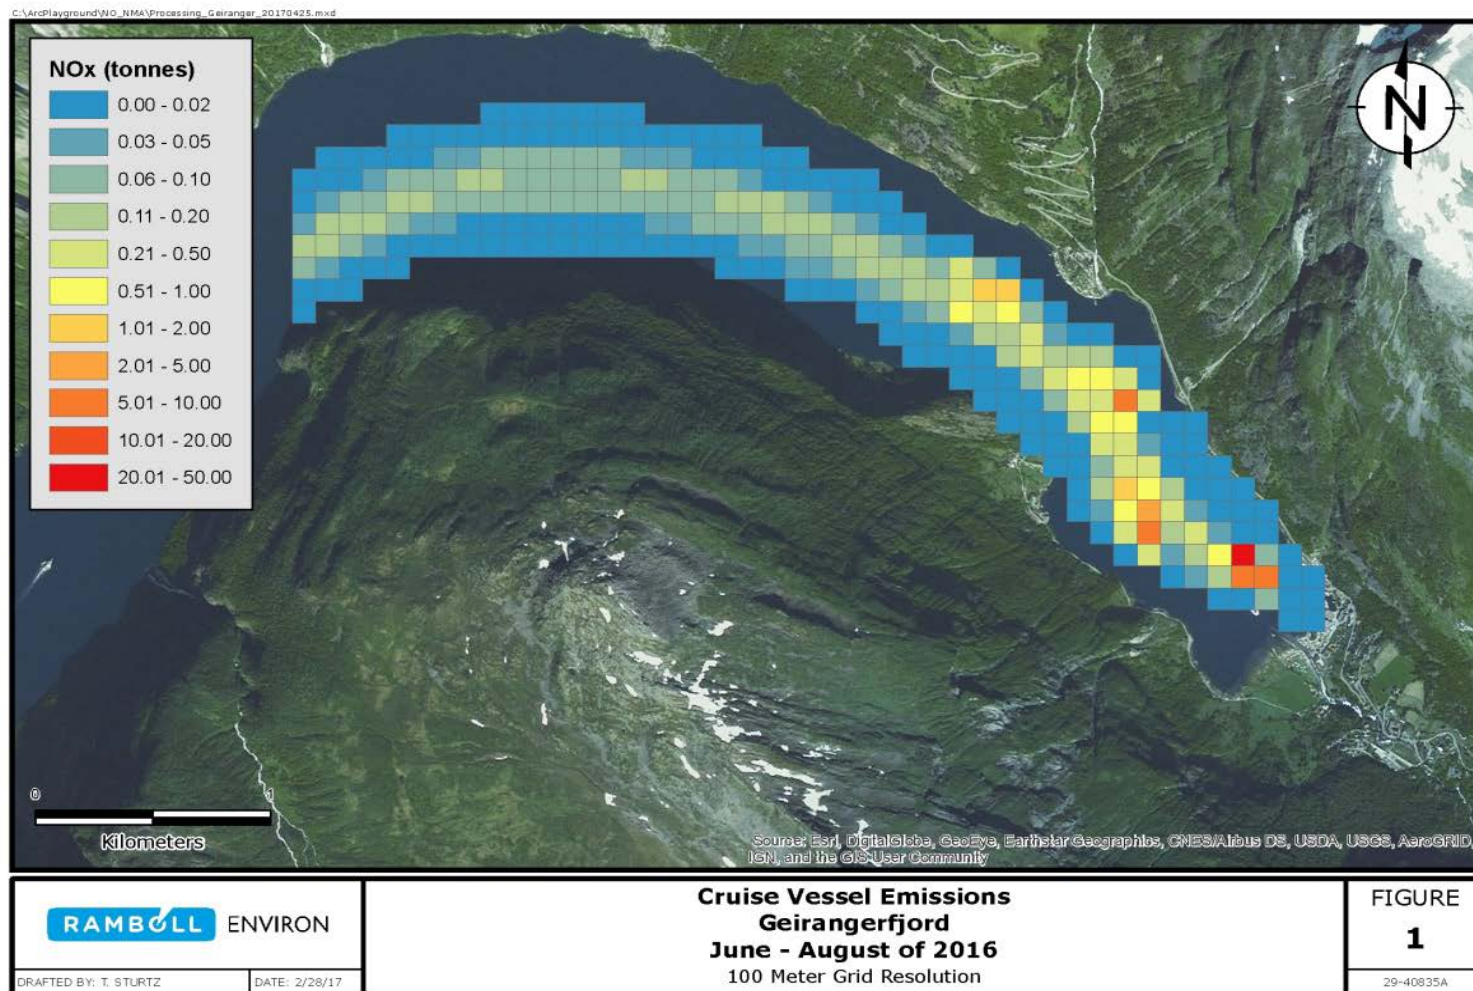 C:\ArcPlayground\NO_NMA\Processing_Geiranger_20170425.mxd
NOx (tonnes)
0.00 - 0.02
0.03 - 0.05
0.06 - 0.10
0.11 - 0.20
0.21 - 0.50
0.51 - 1.00
1.01 - 2.00
2.01 - 5.00
5.01 - 10.00
10.01 - 20.00
20.01 - 50.00
N
0 1
Kilometers
Source: Esri, DigitalGlobe, GeoEye, Earthstar Geographics, CNES/Airbus DS, USDA, USGS, AeroGRID,
IGN, and the GIS User Community
RAMBOLL ENVIRON
DRAFTED BY: T. STURTZ
DATE: 2/28/17
Cruise Vessel Emissions
Geirangerfjord
June - August of 2016
100 Meter Grid Resolution
FIGURE
1
29-40835A